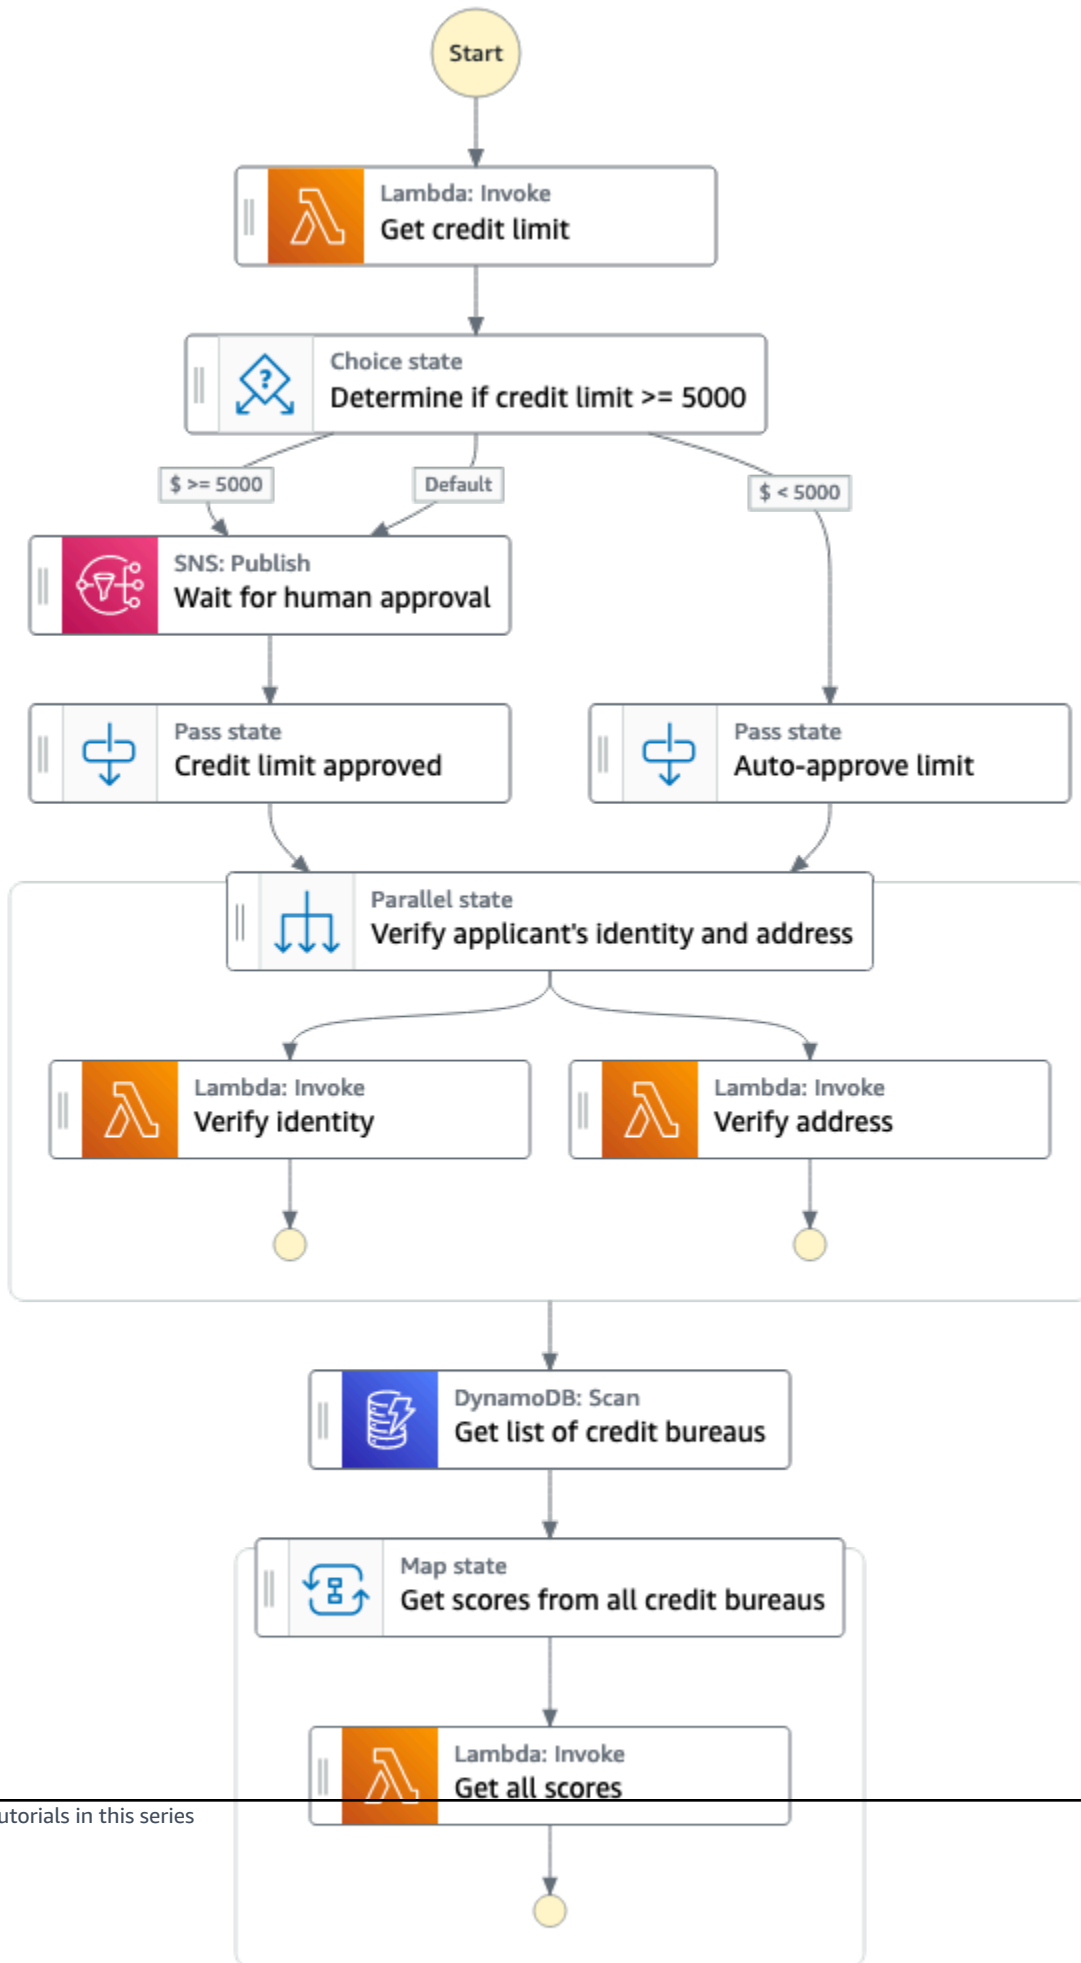 Start
Lambda: Invoke
Get credit limit
Choice state
Determine if credit limit >= 5000
$ >= 5000
Default
$ < 5000
SNS: Publish
Wait for human approval
Pass state
Credit limit approved
Pass state
Auto-approve limit
Parallel state
Verify applicant's identity and address
Lambda: Invoke
Verify identity
Lambda: Invoke
Verify address
DynamoDB: Scan
Get list of credit bureaus
Map state
Get scores from all credit bureaus
Lambda: Invoke
Get all scores
utorials in this series